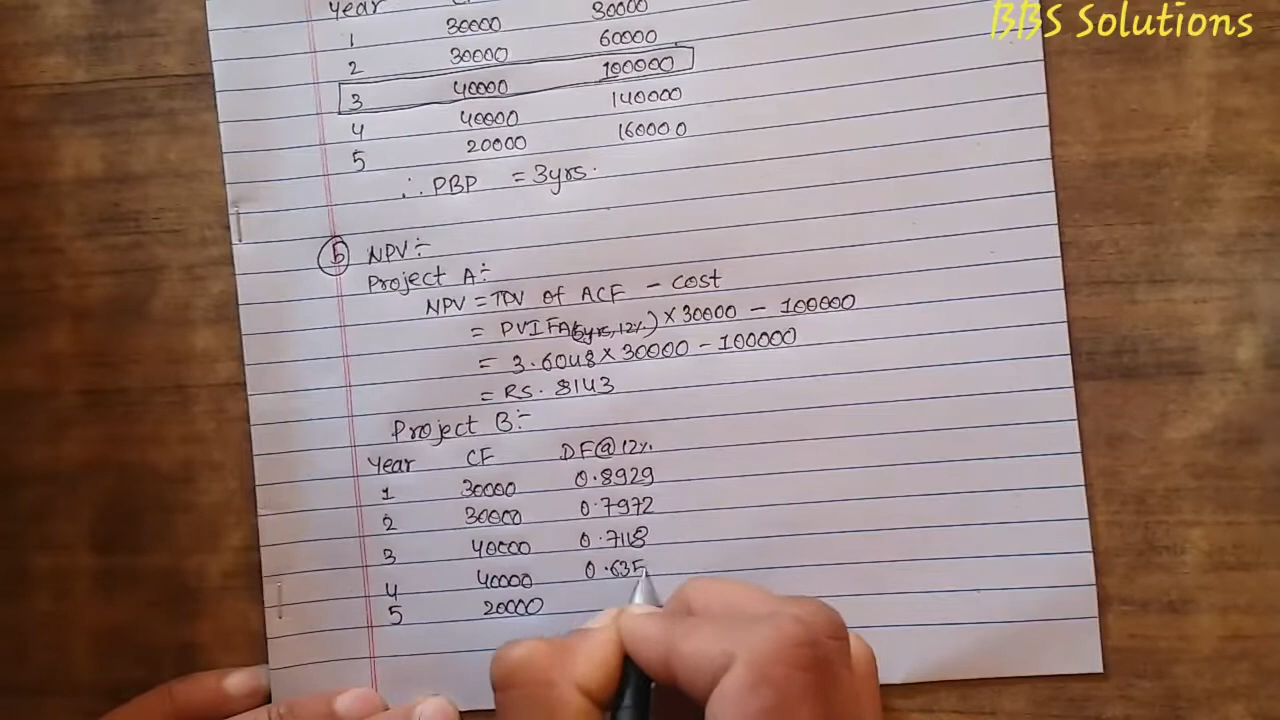 BBS Solutions
Year
30000
1 30000 60000
2 30000 100000
3 40000 140000
4 40000 160000
5 20000
∴ PBP = 3yrs.
b NPV÷
Project A÷
NPV = TPV of ACF - cost
= PVIFA(5yrs,12%) × 30000 - 100000
= 3.6048 × 30000 - 100000
= Rs. 8143
Project B÷
Year CF DF@12%
1 30000 0.8929
2 30000 0.7972
3 40000 0.7118
4 40000 0.635
5 20000